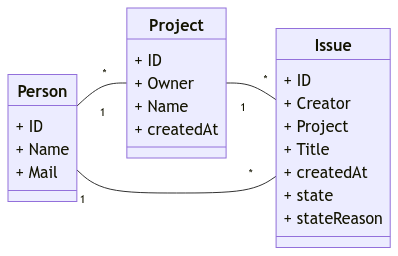 Project
+ ID
+ Owner
+ Name
+ createdAt
Issue
+ ID
+ Creator
+ Project
+ Title
+ createdAt
+ state
+ stateReason
Person
+ ID
+ Name
+ Mail
*
1
*
1
*
1